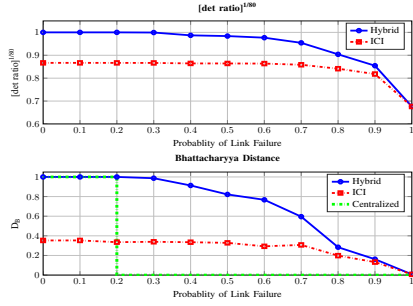 [det ratio]^1/80
1
0.9
0.8
0.7
0.6
[det ratio]^1/80
Hybrid
ICI
0 0.1 0.2 0.3 0.4 0.5 0.6 0.7 0.8 0.9 1
Probablity of Link Failure
Bhattacharyya Distance
1
0.8
0.6
0.4
0.2
0
D_B
Hybrid
ICI
Centralized
0 0.1 0.2 0.3 0.4 0.5 0.6 0.7 0.8 0.9 1
Probablity of Link Failure